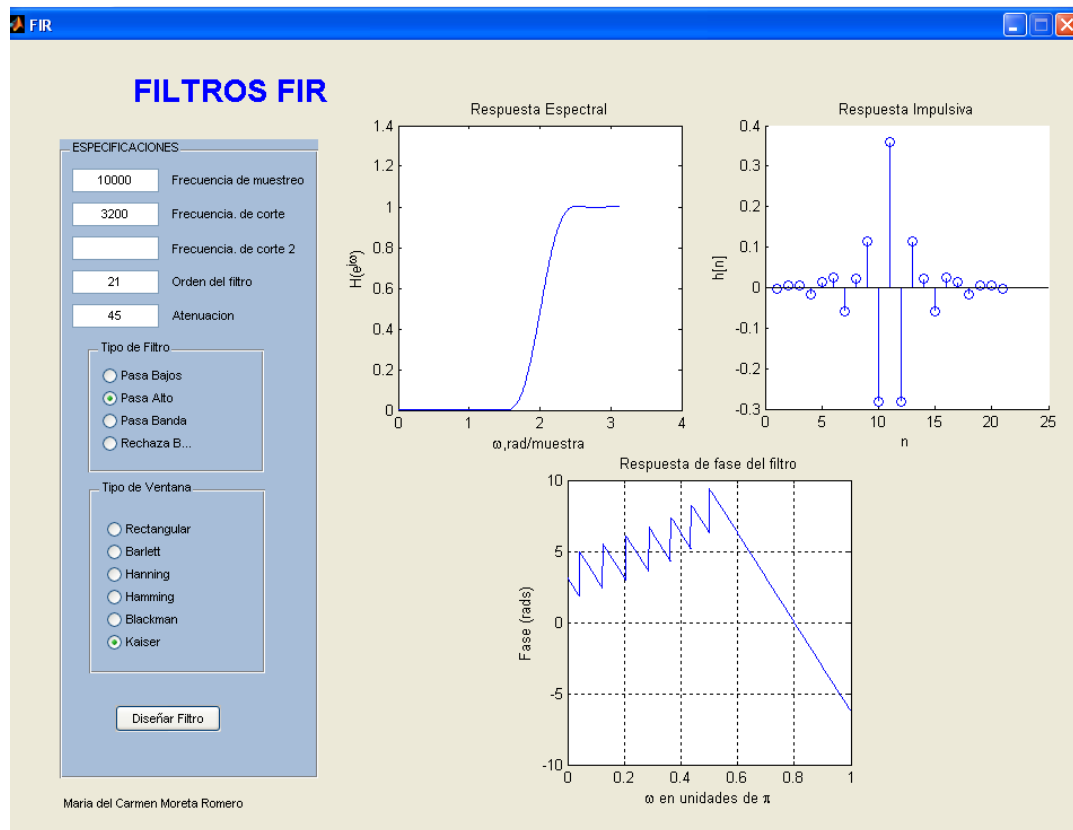 FIR
FILTROS FIR
ESPECIFICACIONES
10000 Frecuencia de muestreo
3200 Frecuencia. de corte
Frecuencia. de corte 2
21 Orden del filtro
45 Atenuacion
Tipo de Filtro
Pasa Bajos
Pasa Alto
Pasa Banda
Rechaza B...
Tipo de Ventana
Rectangular
Barlett
Hanning
Hamming
Blackman
Kaiser
Diseñar Filtro
Maria del Carmen Moreta Romero
Respuesta Espectral
1.4
1.2
1
0.8
0.6
0.4
0.2
0
H(e^jω)
0 1 2 3 4
ω,rad/muestra
Respuesta Impulsiva
0.4
0.3
0.2
0.1
0
-0.1
-0.2
-0.3
h[n]
0 5 10 15 20 25
n
Respuesta de fase del filtro
10
5
0
-5
-10
Fase (rads)
0 0.2 0.4 0.6 0.8 1
ω en unidades de π